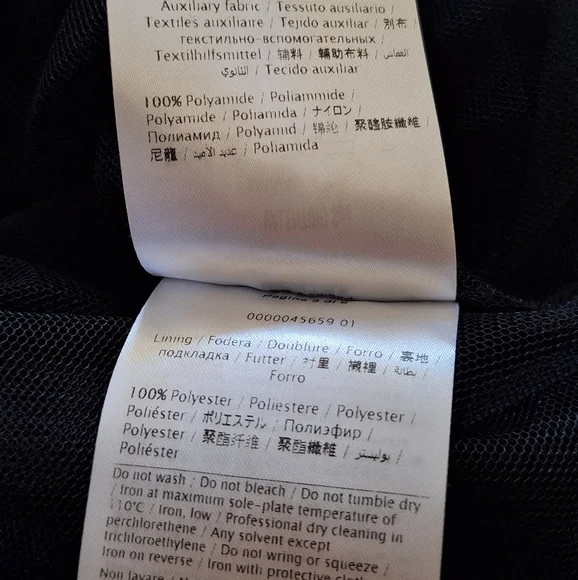 Auxiliary fabric / Tessuto ausiliario /
Textiles auxiliaire / Tejido auxiliar / 別布 /
текстильно-вспомогательных /
Textilhilfsmittel / 辅料 / 輔助布料 / القماش
الثانوي / Tecido auxiliar
100% Polyamide / Poliammide /
Polyamide / Poliamida / ナイロン /
Полиамид / Polyamid / 锦纶 / 聚醯胺纖維 /
尼龍 / عديد الأميد / Poliamida
0000045659 01
Lining / Fodera / Doublure / Forro / 裏地 /
подкладка / Futter / 衬里 / 襯裡 / بطانة /
Forro
100% Polyester / Poliestere / Polyester /
Poliéster / ポリエステル / Полиэфир /
Polyester / 聚酯纤维 / 聚酯纖維 / بوليستر /
Poliéster
Do not wash / Do not bleach / Do not tumble dry
/ Iron at maximum sole-plate temperature of
110°C / Iron, low / Professional dry cleaning in
perchlorethene / Any solvent except
trichloroethylene / Do not wring or squeeze /
Iron on reverse / Iron with protective
Non lavare /